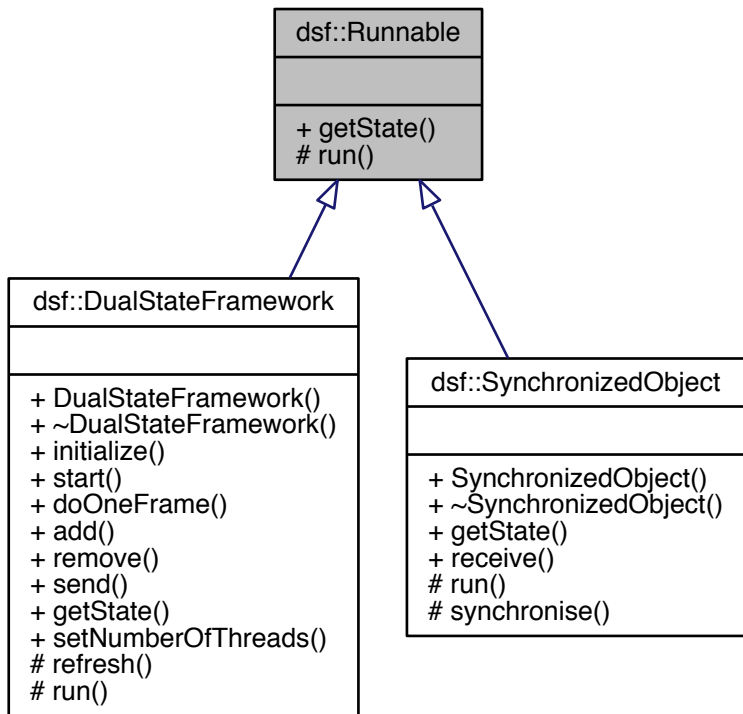 dsf::Runnable
+ getState()
# run()
dsf::DualStateFramework
+ DualStateFramework()
+ ~DualStateFramework()
+ initialize()
+ start()
+ doOneFrame()
+ add()
+ remove()
+ send()
+ getState()
+ setNumberOfThreads()
# refresh()
# run()
dsf::SynchronizedObject
+ SynchronizedObject()
+ ~SynchronizedObject()
+ getState()
+ receive()
# run()
# synchronise()